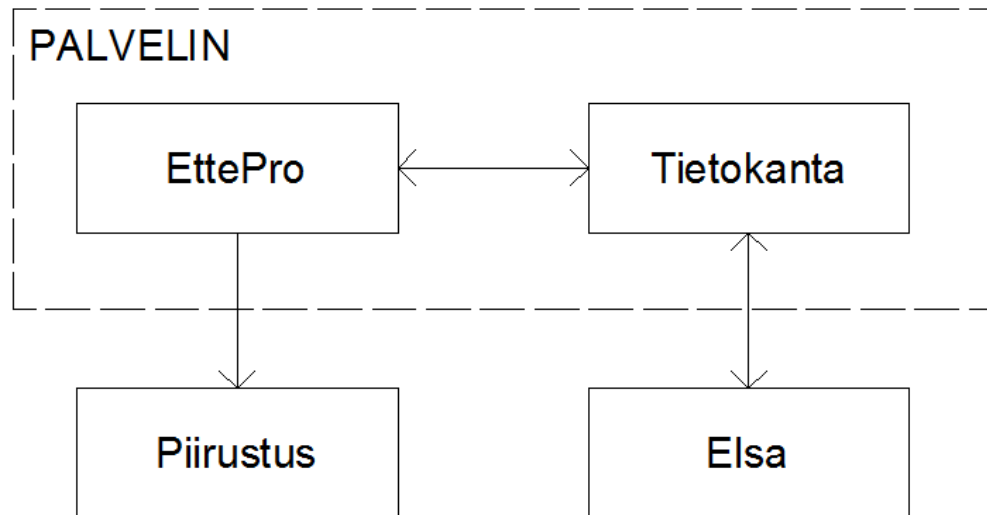 PALVELIN
EttePro
Tietokanta
Piirustus
Elsa